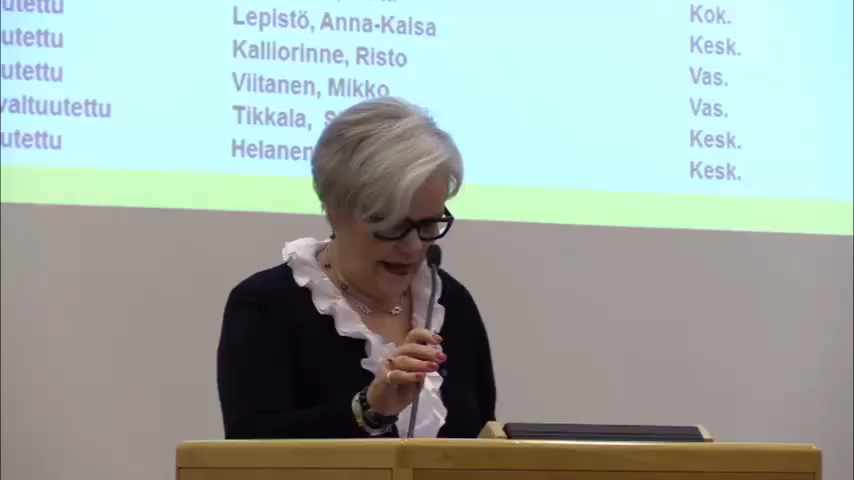 utettu
Lepistö, Anna-Kaisa Kok.
utettu Kalliorinne, Risto Kesk.
utettu Viitanen, Mikko Vas.
valtuutettu Tikkala, S Vas.
utettu Helanen Kesk.
Kesk.